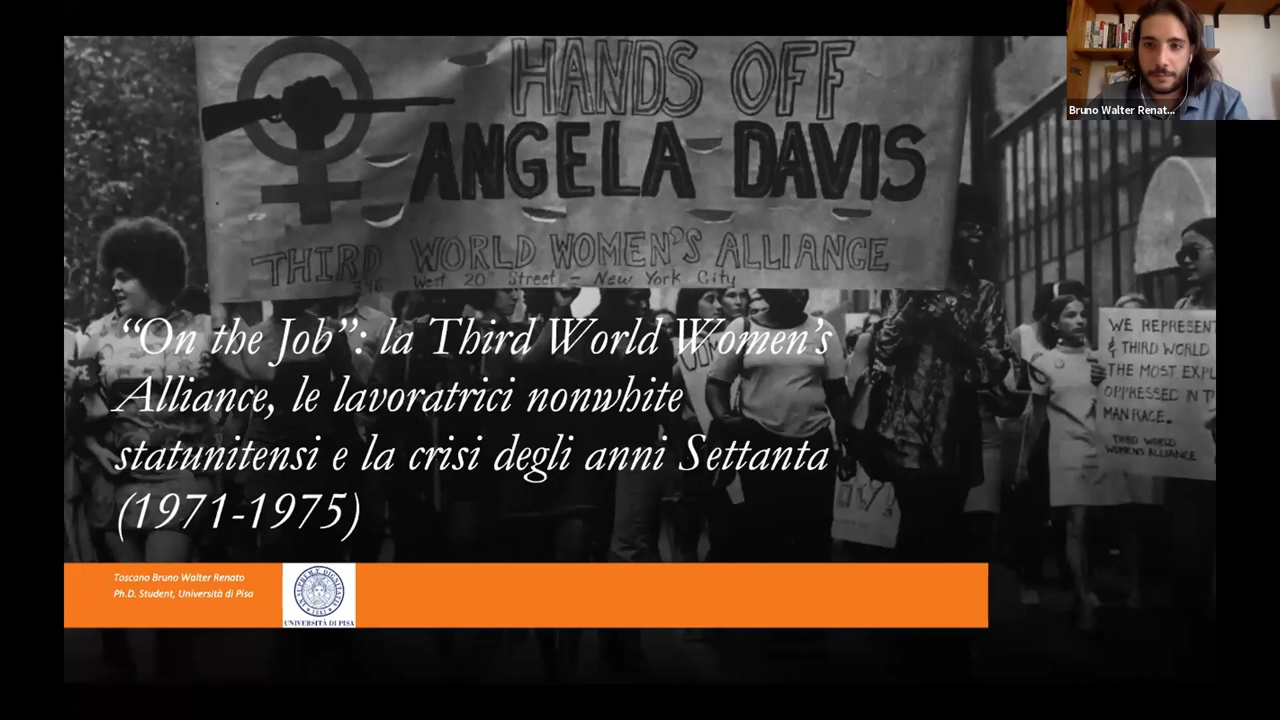 HANDS OFF
ANGELA DAVIS
THIRD WORLD WOMEN'S ALLIANCE
West 20 Street - New York City
Bruno Walter Renat...
WE REPRESENT
& THIRD WORLD
THE MOST EXPL
OPPRESSED IN T
MAN RACE.
THIRD WORLD
WOMEN'S ALLIANCE
“On the Job”: la Third World Women’s
Alliance, le lavoratrici nonwhite
statunitensi e la crisi degli anni Settanta
(1971-1975)
Toscano Bruno Walter Renato
Ph.D. Student, Università di Pisa
UNIVERSITÀ DI PISA